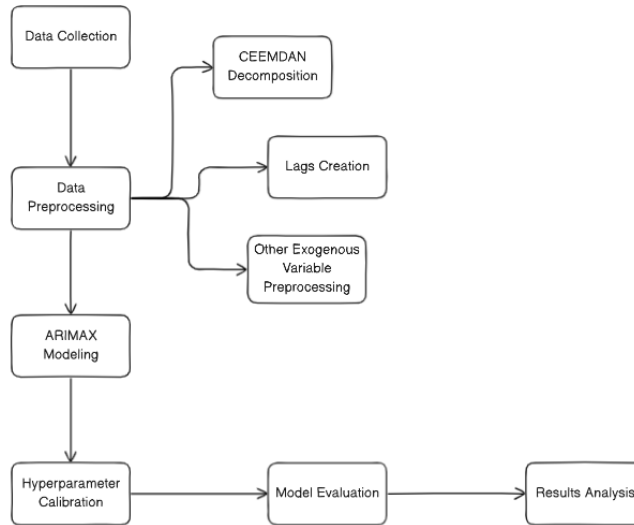 Data Collection
CEEMDAN
Decomposition
Lags Creation
Data
Preprocessing
Other Exogenous
Variable
Preprocessing
ARIMAX
Modeling
Hyperparameter
Calibration
Model Evaluation
Results Analysis